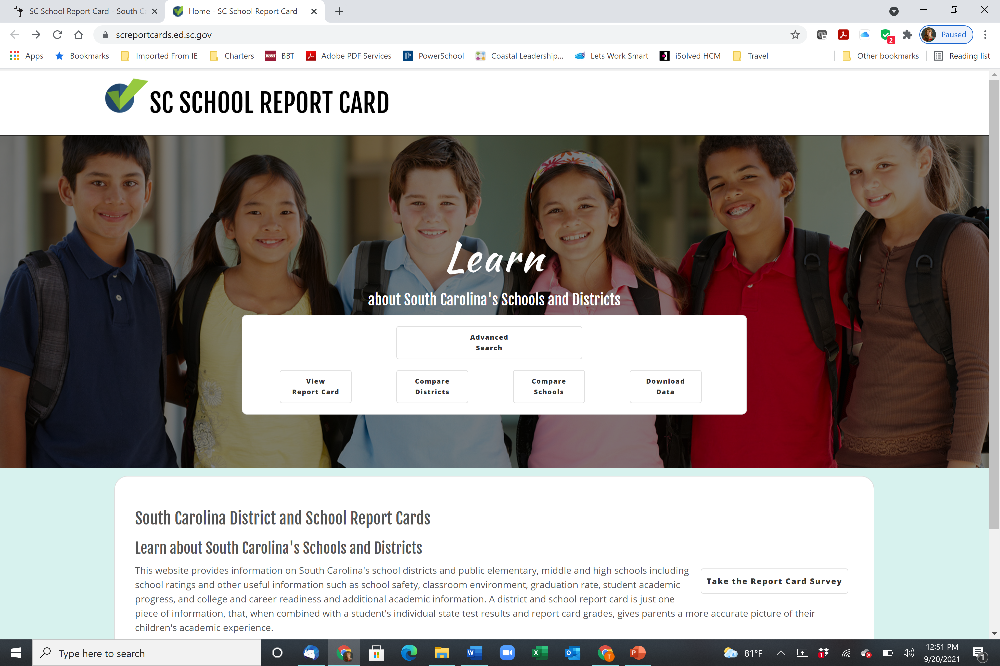 SC School Report Card - South C
Home - SC School Report Card
screportcards.ed.sc.gov
2
Paused
Apps
Bookmarks
Imported From IE
Charters
BB&T
BBT
Adobe PDF Services
PowerSchool
Coastal Leadership...
Lets Work Smart
iSolved HCM
Travel
Other bookmarks
Reading list
SC SCHOOL REPORT CARD
Learn
about South Carolina's Schools and Districts
Advanced
Search
View
Report Card
Compare
Districts
Compare
Schools
Download
Data
South Carolina District and School Report Cards
Learn about South Carolina's Schools and Districts
This website provides information on South Carolina's school districts and public elementary, middle and high schools including
school ratings and other useful information such as school safety, classroom environment, graduation rate, student academic
progress, and college and career readiness and additional academic information. A district and school report card is just one
piece of information, that, when combined with a student's individual state test results and report card grades, gives parents a more accurate picture of their
children's academic experience.
Take the Report Card Survey
Type here to search
W
X
O
T
P
81°F
1
12:51 PM
9/20/2021
1